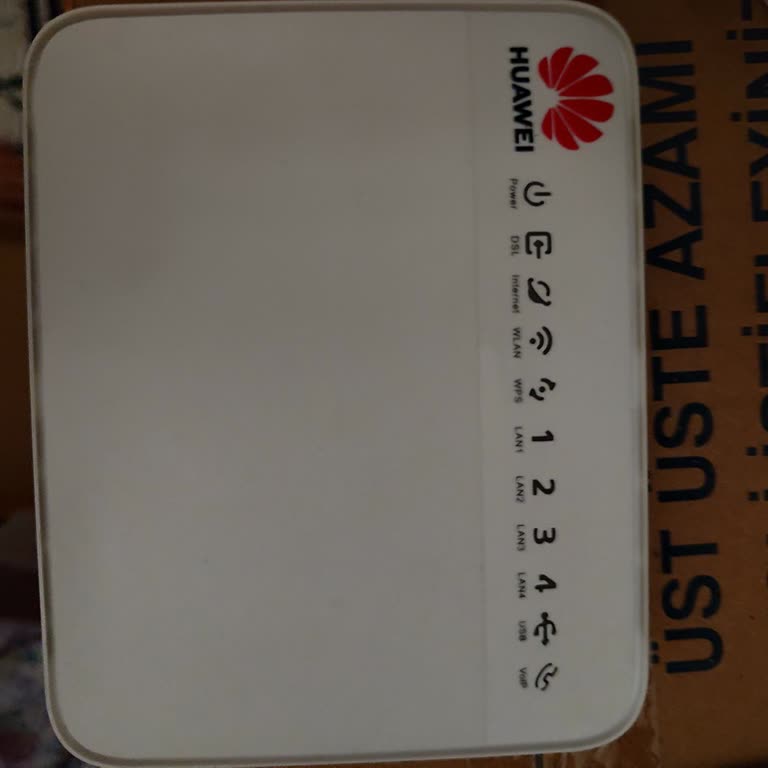 HUAWEI
Power
DSL
Internet
WLAN
WPS
1
LAN1
2
LAN2
3
LAN3
4
LAN4
USB
VoIP
ÜST ÜSTE AZAMİ